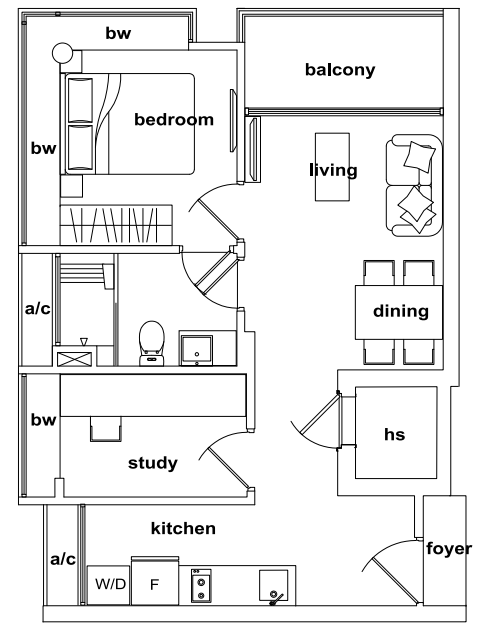 bw
balcony
bedroom
bw
living
a/c
dining
bw
hs
study
kitchen
foyer
a/c
W/D
F